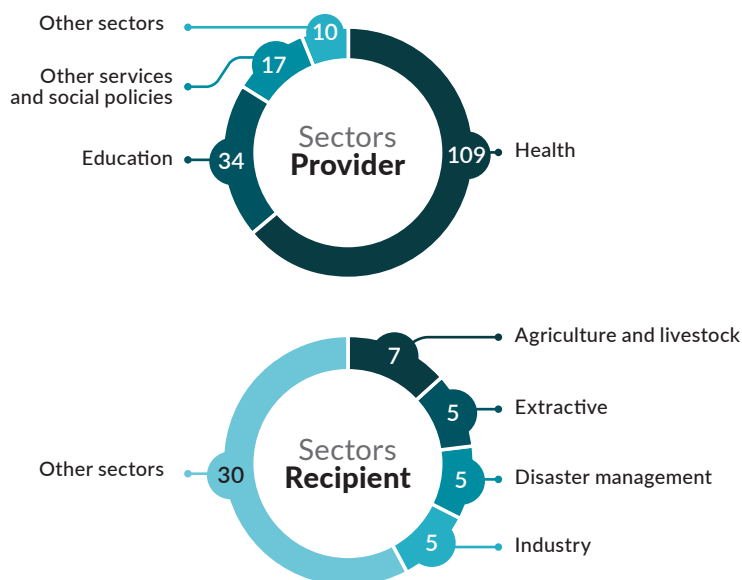 Other sectors
10
Other services
and social policies
17
Education
34
Sectors
Provider
109
Health
Agriculture and livestock
7
Extractive
5
Sectors
Recipient
Other sectors
30
Disaster management
5
Industry
5